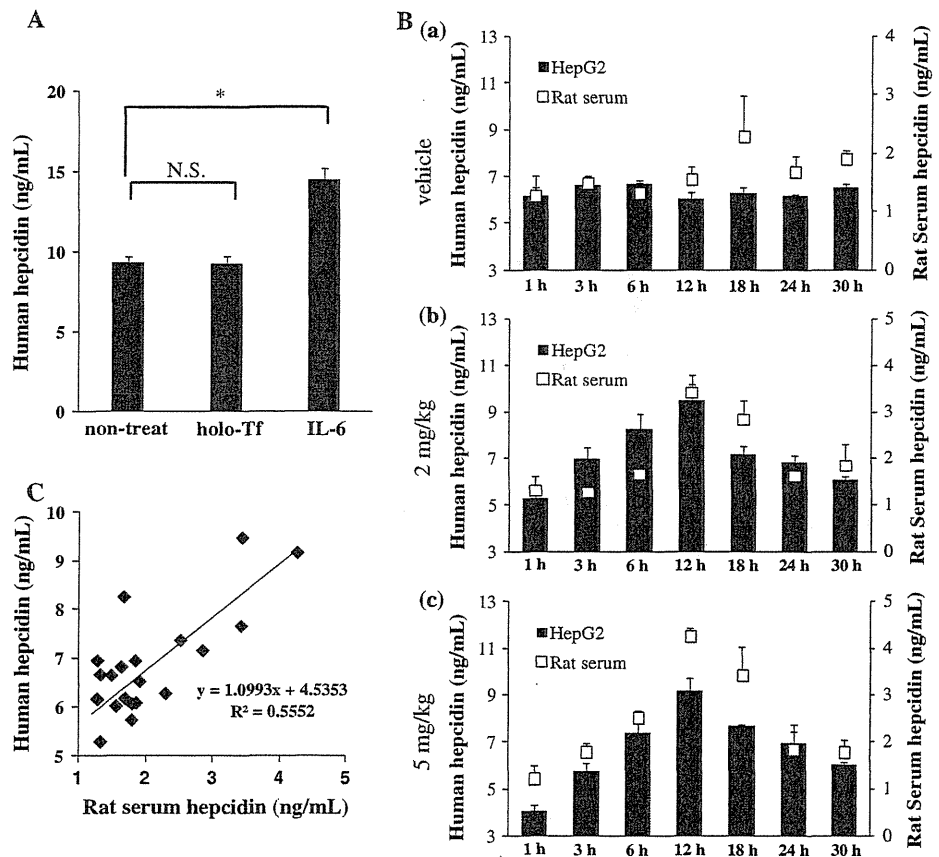 A
Human hepcidin (ng/mL)
20
15
10
5
0
*
N.S.
non-treat holo-Tf IL-6
B (a)
vehicle
Human hepcidin (ng/mL)
13
11
9
7
5
3
HepG2
Rat serum
4
3
2
1
0
Rat Serum hepcidin (ng/mL)
1 h 3 h 6 h 12 h 18 h 24 h 30 h
(b)
2 mg/kg
Human hepcidin (ng/mL)
13
11
9
7
5
3
HepG2
Rat serum
5
4
3
2
1
0
Rat Serum hepcidin (ng/mL)
1 h 3 h 6 h 12 h 18 h 24 h 30 h
(c)
5 mg/kg
Human hepcidin (ng/mL)
13
11
9
7
5
3
HepG2
Rat serum
5
4
3
2
1
0
Rat Serum hepcidin (ng/mL)
1 h 3 h 6 h 12 h 18 h 24 h 30 h
C
Human hepcidin (ng/mL)
10
9
8
7
6
5
y = 1.0993x + 4.5353
R² = 0.5552
1 2 3 4 5
Rat serum hepcidin (ng/mL)